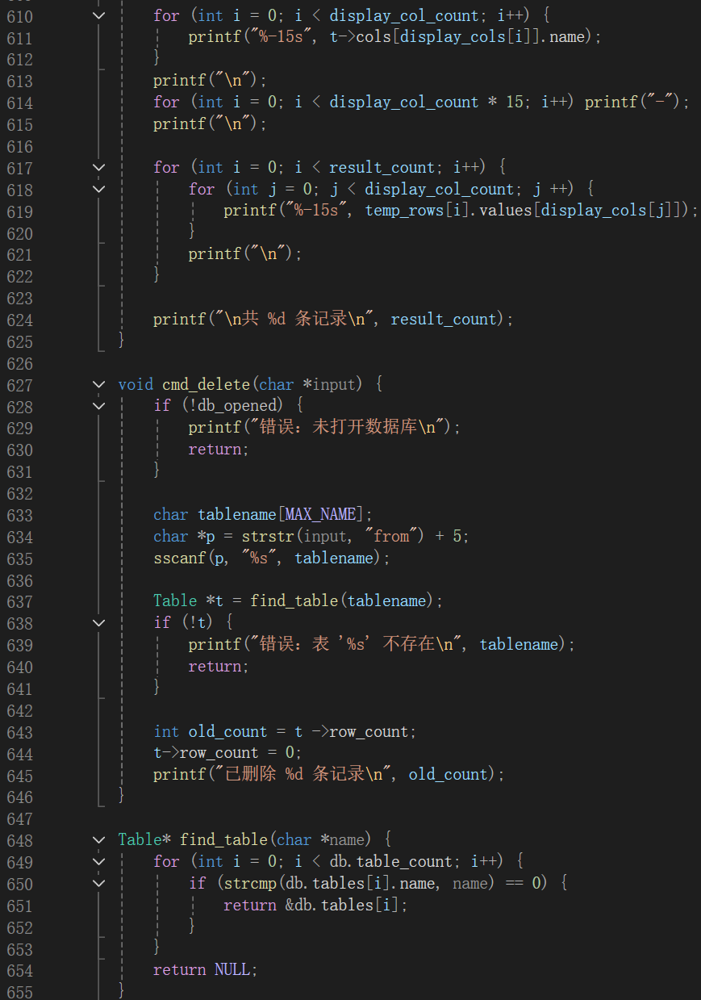 610 for (int i = 0; i < display_col_count; i++) {
611 printf("%-15s", t->cols[display_cols[i]].name);
612 }
613 printf("\n");
614 for (int i = 0; i < display_col_count * 15; i++) printf("-");
615 printf("\n");
616
617 for (int i = 0; i < result_count; i++) {
618 for (int j = 0; j < display_col_count; j ++) {
619 printf("%-15s", temp_rows[i].values[display_cols[j]]);
620 }
621 printf("\n");
622 }
623
624 printf("\n共 %d 条记录\n", result_count);
625 }
626
627 void cmd_delete(char *input) {
628 if (!db_opened) {
629 printf("错误：未打开数据库\n");
630 return;
631 }
632
633 char tablename[MAX_NAME];
634 char *p = strstr(input, "from") + 5;
635 sscanf(p, "%s", tablename);
636
637 Table *t = find_table(tablename);
638 if (!t) {
639 printf("错误：表 '%s' 不存在\n", tablename);
640 return;
641 }
642
643 int old_count = t ->row_count;
644 t->row_count = 0;
645 printf("已删除 %d 条记录\n", old_count);
646 }
647
648 Table* find_table(char *name) {
649 for (int i = 0; i < db.table_count; i++) {
650 if (strcmp(db.tables[i].name, name) == 0) {
651 return &db.tables[i];
652 }
653 }
654 return NULL;
655 }